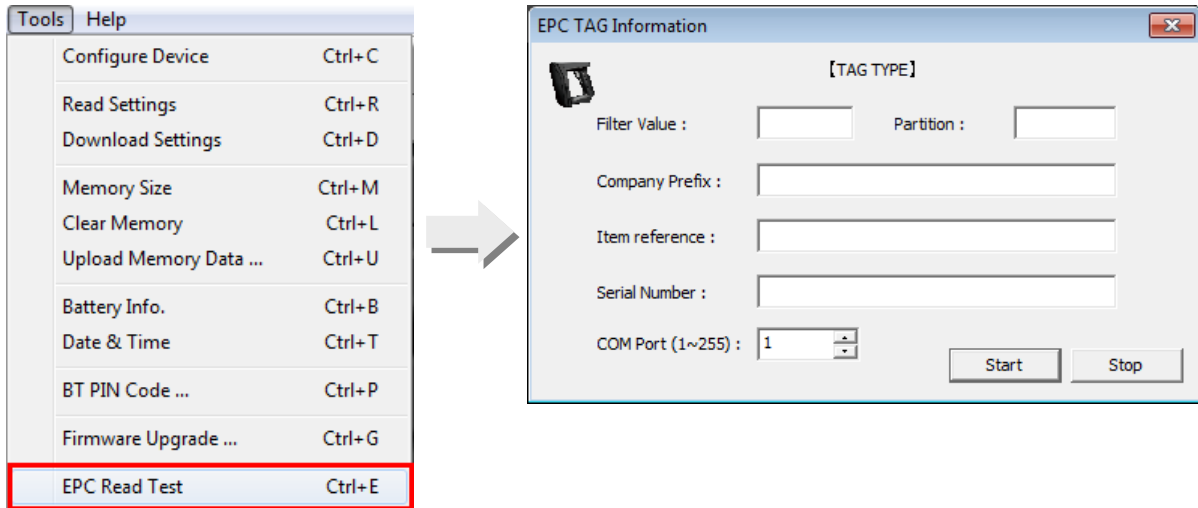 Tools Help
Configure Device Ctrl+C
Read Settings Ctrl+R
Download Settings Ctrl+D
Memory Size Ctrl+M
Clear Memory Ctrl+L
Upload Memory Data ... Ctrl+U
Battery Info. Ctrl+B
Date & Time Ctrl+T
BT PIN Code ... Ctrl+P
Firmware Upgrade ... Ctrl+G
EPC Read Test Ctrl+E
EPC TAG Information
【TAG TYPE】
Filter Value : Partition :
Company Prefix :
Item reference :
Serial Number :
COM Port (1~255) : 1
Start Stop